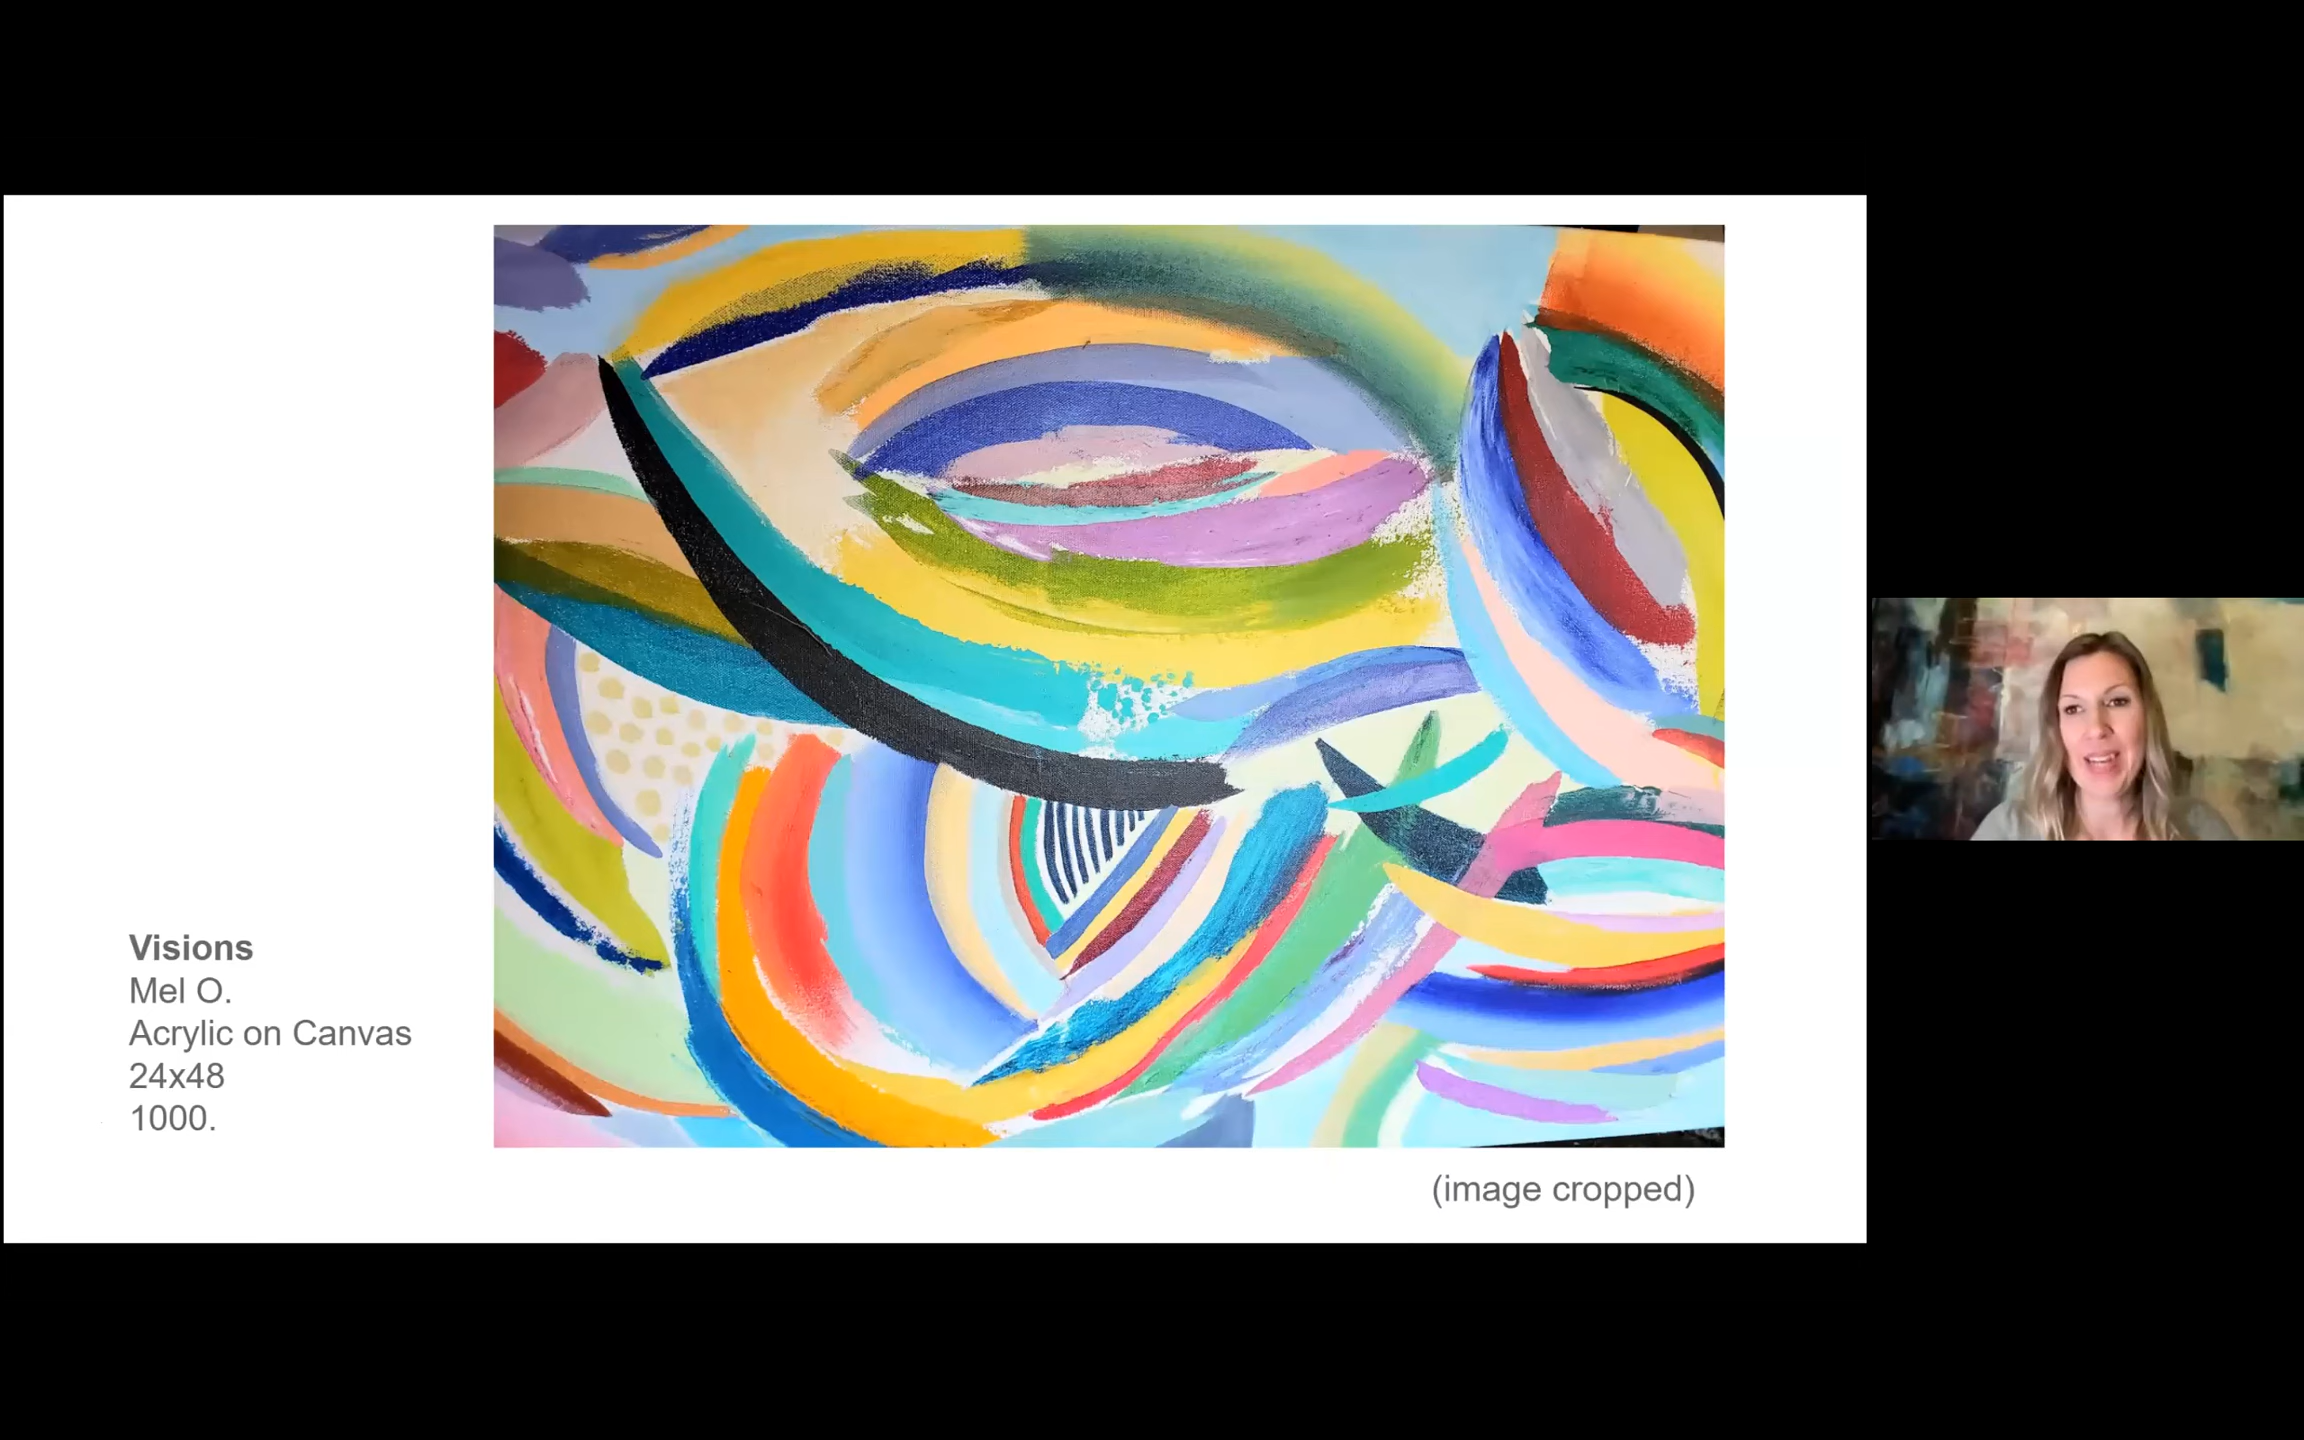 Visions
Mel O.
Acrylic on Canvas
24x48
1000.
(image cropped)